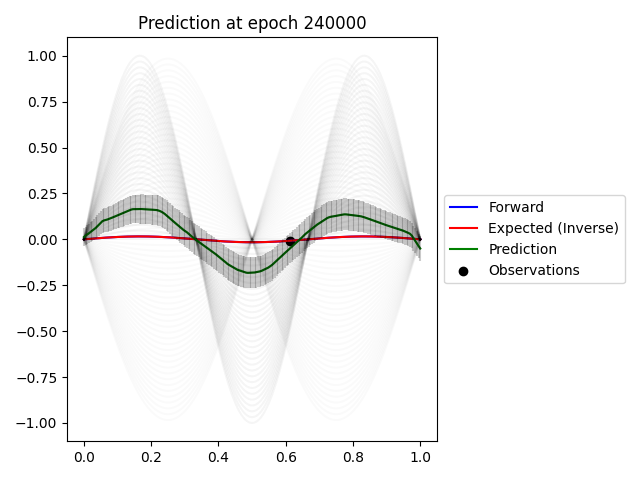 Prediction at epoch 240000
1.00
0.75
0.50
0.25
0.00
−0.25
−0.50
−0.75
−1.00
0.0 0.2 0.4 0.6 0.8 1.0
Forward
Expected (Inverse)
Prediction
Observations